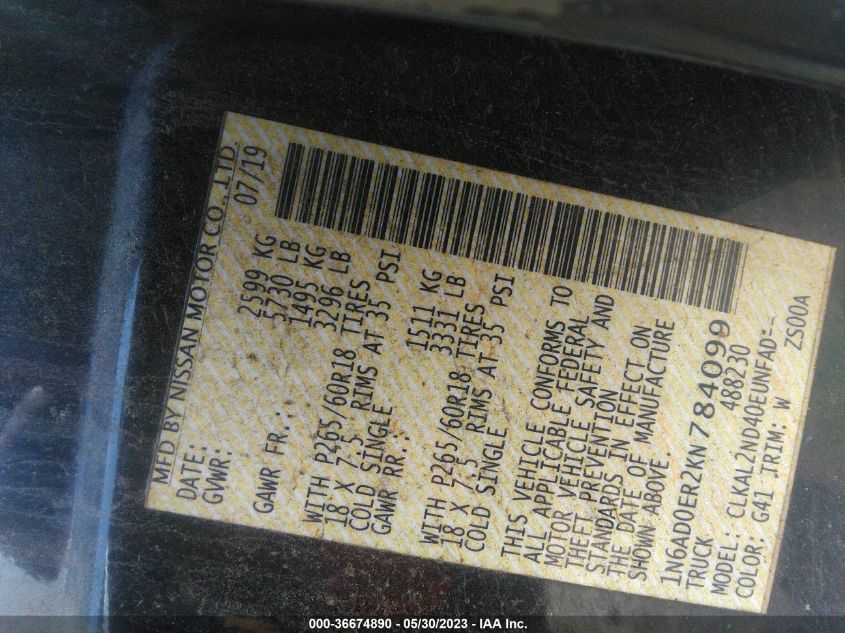 MFD BY NISSAN MOTOR CO.,LTD.
DATE: 07/19
GVWR: 2599 KG
5730 LB
GAWR FR.: 1495 KG
3296 LB
WITH P265/60R18 TIRES
18 X 7.5 RIMS AT 35 PSI
COLD SINGLE
GAWR RR.: 1511 KG
3331 LB
WITH P265/60R18 TIRES
18 X 7.5 RIMS AT 35 PSI
COLD SINGLE
THIS VEHICLE CONFORMS TO
ALL APPLICABLE FEDERAL
MOTOR VEHICLE SAFETY AND
THEFT PREVENTION
STANDARDS IN EFFECT ON
THE DATE OF MANUFACTURE
SHOWN ABOVE.
1N6AD0ER2KN784099
TRUCK 488230
MODEL: CLKAL2ND40EUNFAD:-
COLOR: G41 TRIM: W ZS00A
000-36674890 - 05/30/2023 - IAA Inc.